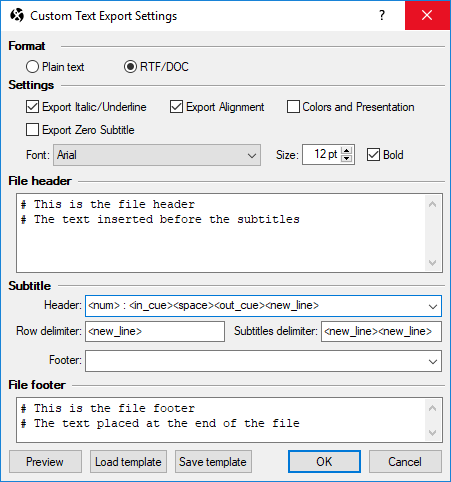 Custom Text Export Settings ?
Format
Plain text RTF/DOC
Settings
Export Italic/Underline Export Alignment Colors and Presentation
Export Zero Subtitle
Font: Arial Size: 12 pt Bold
File header
# This is the file header
# The text inserted before the subtitles
Subtitle
Header: <num> : <in_cue><space><out_cue><new_line>
Row delimiter: <new_line> Subtitles delimiter: <new_line><new_line>
Footer:
File footer
# This is the file footer
# The text placed at the end of the file
Preview Load template Save template OK Cancel